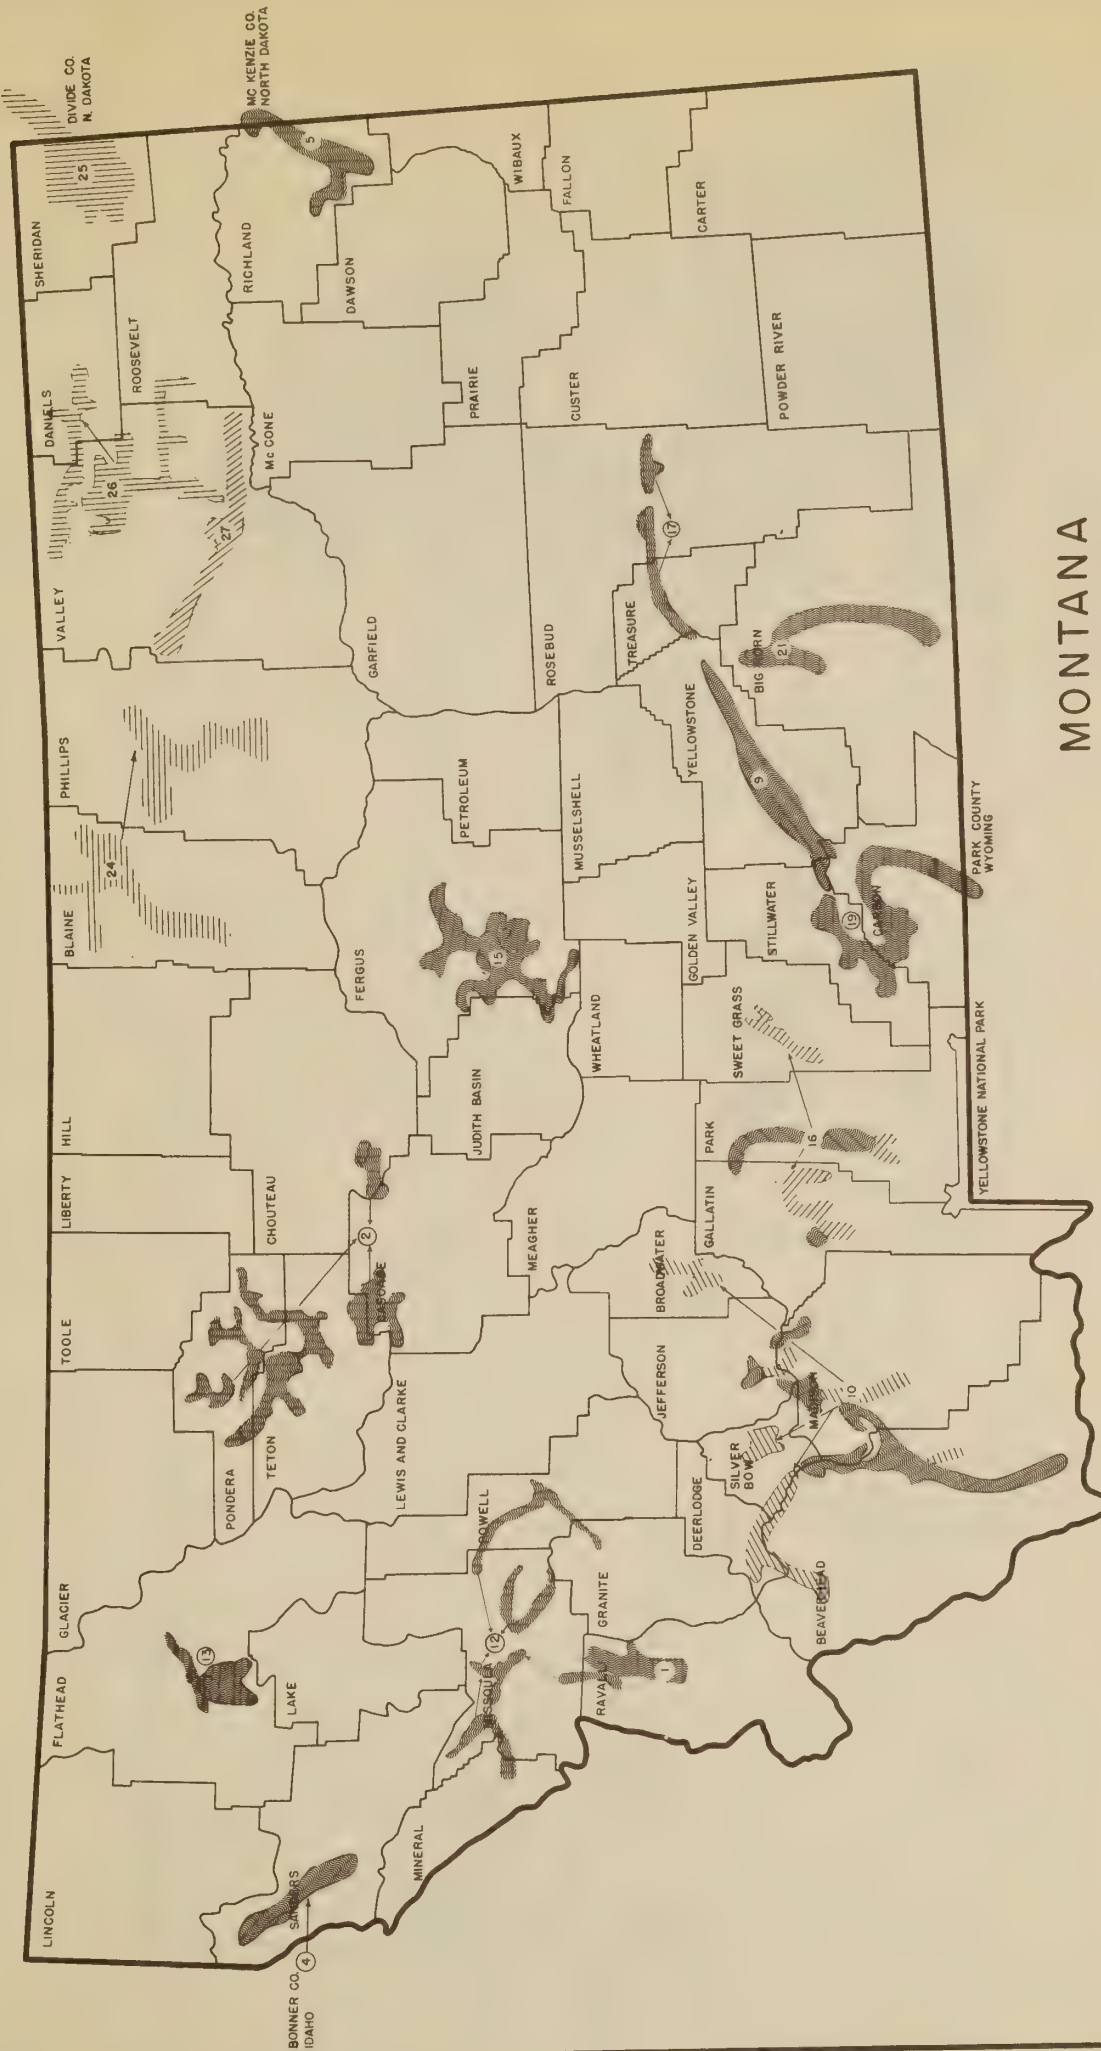 MONTANA
LINCOLN
FLATHEAD
GLACIER
TOOLE
LIBERTY
HILL
BLAINE
PHILLIPS
VALLEY
DANIELS
SHERIDAN
DIVIDE CO.
N. DAKOTA
25
26
24
27
ROOSEVELT
MC KENZIE CO.
NORTH DAKOTA
5
RICHLAND
Mc CONE
DAWSON
BONNER CO.
IDAHO
4
SANDERS
13
LAKE
PONDERA
TETON
CHOUTEAU
2
CASCADE
FERGUS
GARFIELD
PETROLEUM
PRAIRIE
WIBAUX
MINERAL
MISSOULA
12
POWELL
LEWIS AND CLARKE
JUDITH BASIN
15
MEAGHER
ROSEBUD
CUSTER
FALLON
RAVALLI
1
GRANITE
DEERLODGE
JEFFERSON
BROADWATER
WHEATLAND
GOLDEN VALLEY
MUSSELSHELL
YELLOWSTONE
TREASURE
17
CARTER
SILVER
BOW
MADISON
10
GALLATIN
PARK
16
SWEET GRASS
STILLWATER
19
CARBON
9
BIG HORN
21
POWDER RIVER
BEAVERHEAD
YELLOWSTONE NATIONAL PARK
PARK COUNTY
WYOMING